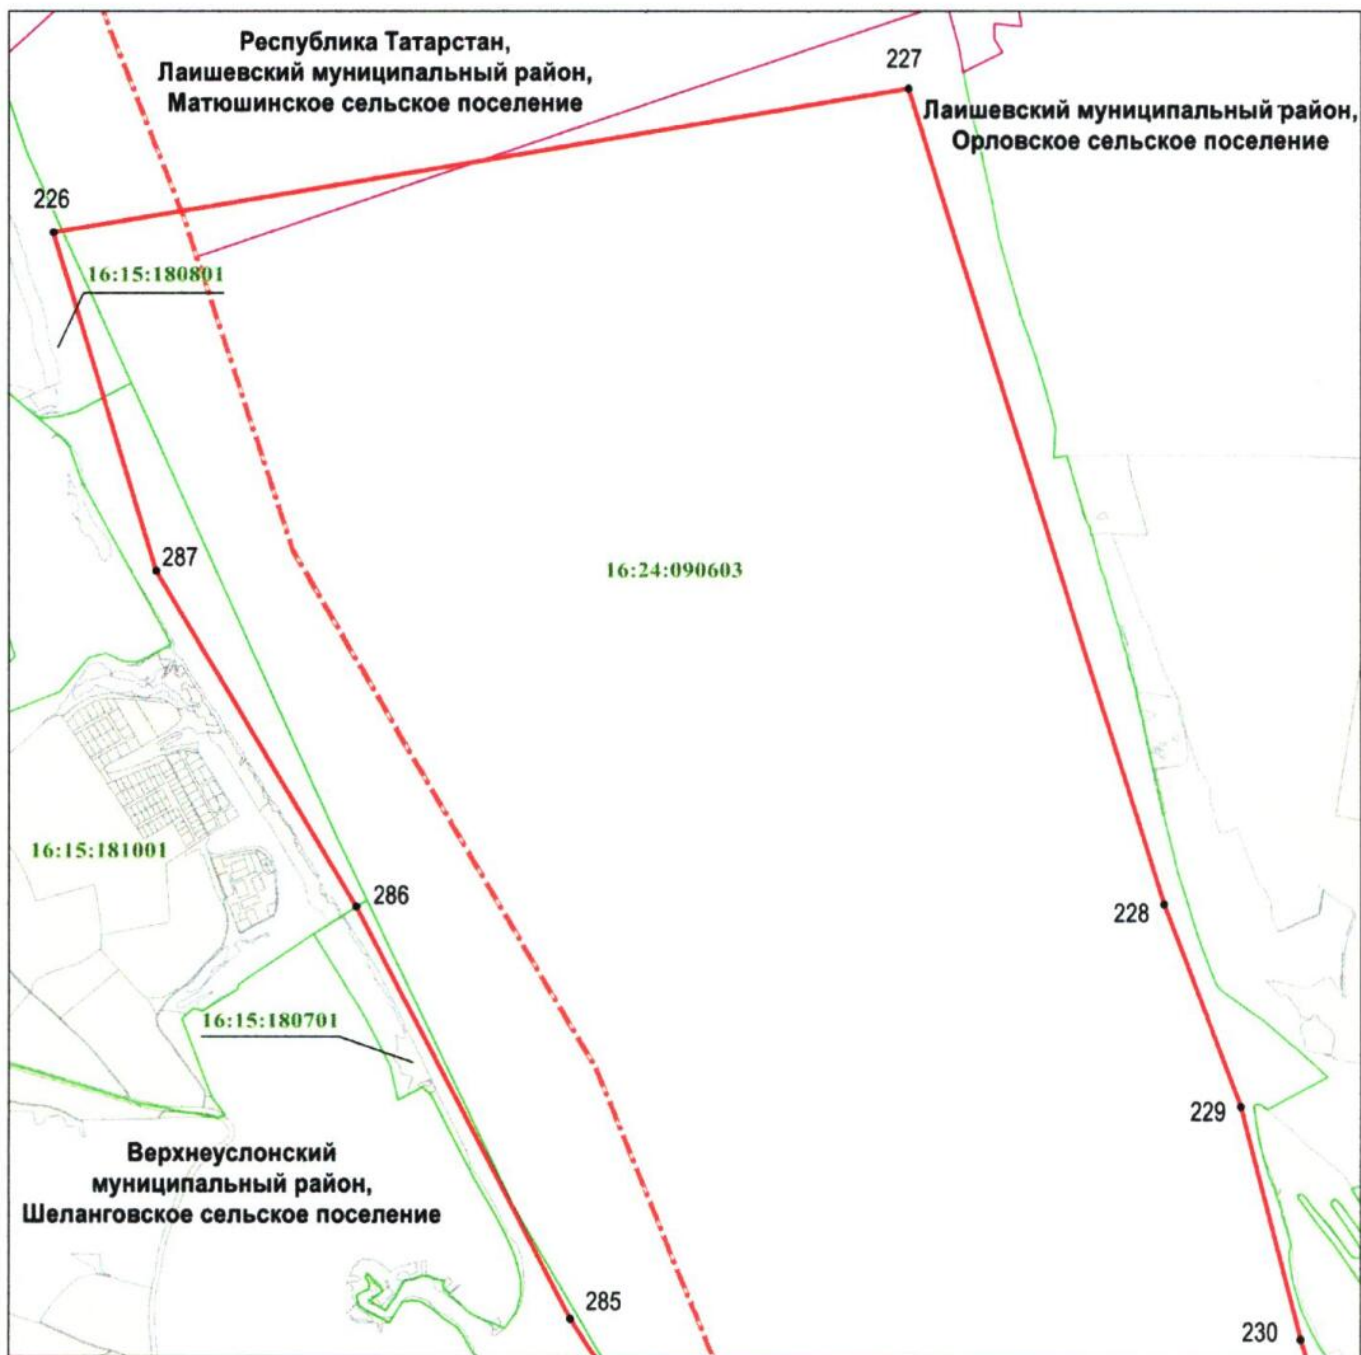 Республика Татарстан,
Лаишевский муниципальный район,
Матюшинское сельское поселение
227
Лаишевский муниципальный район,
Орловское сельское поселение
226
16:15:180801
287
16:24:090603
16:15:181001
286
228
16:15:180701
229
Верхнеуслонский
муниципальный район,
Шеланговское сельское поселение
285
230